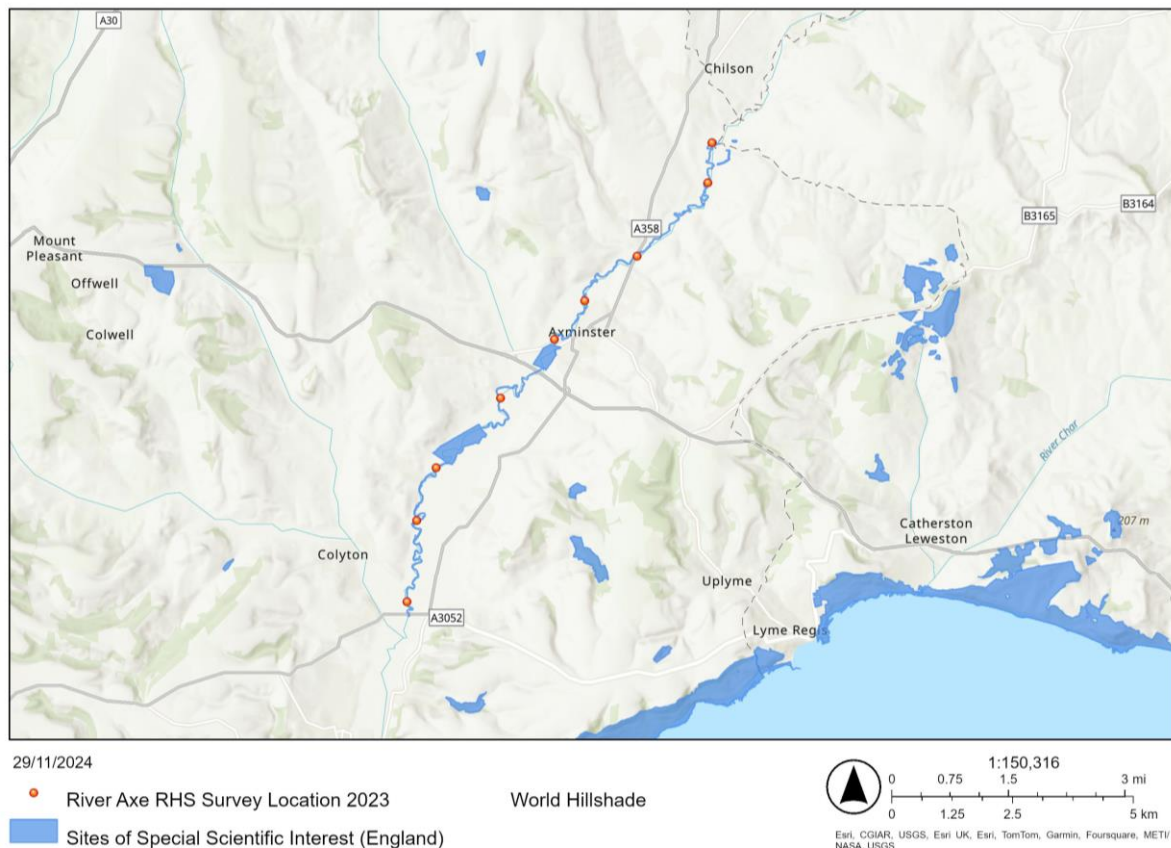 A30
Chilson
B3164
B3165
A358
Mount
Pleasant
Offwell
Colwell
Axminster
River Char
207 m
Catherston
Leweston
Colyton
Uplyme
A3052
Lyme Regis
29/11/2024
River Axe RHS Survey Location 2023
World Hillshade
Sites of Special Scientific Interest (England)
1:150,316
0 0.75 1.5 3 mi
0 1.25 2.5 5 km
Esri, CGIAR, USGS, Esri UK, Esri, TomTom, Garmin, Foursquare, METI/
NASA, USGS